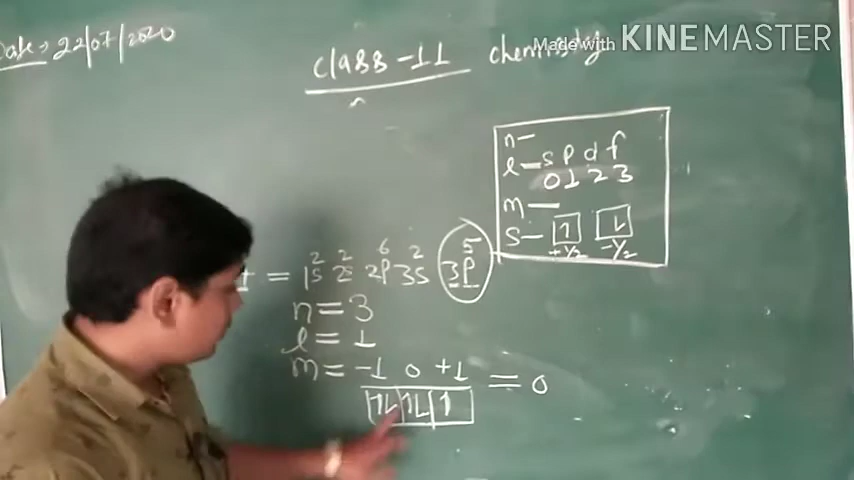 Date → 22/07/2020
class-11 chemistry
Made with KINEMASTER
n-
l-s p d f
0 1 2 3
m-
s- ↿ ⇂
+1/2 -1/2
= 1s² 2s² 2p⁶ 3s² 3p⁵
n=3
l=1
m= -1 0 +1 = 0
↿⇂ ↿⇂ ↿